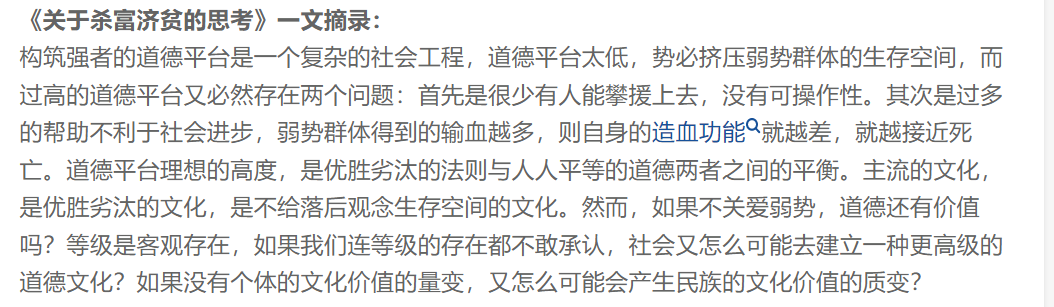 《关于杀富济贫的思考》一文摘录：
构筑强者的道德平台是一个复杂的社会工程，道德平台太低，势必挤压弱势群体的生存空间，而
过高的道德平台又必然存在两个问题：首先是很少有人能攀援上去，没有可操作性。其次是过多
的帮助不利于社会进步，弱势群体得到的输血越多，则自身的造血功能就越差，就越接近死
亡。道德平台理想的高度，是优胜劣汰的法则与人人平等的道德两者之间的平衡。主流的文化，
是优胜劣汰的文化，是不给落后观念生存空间的文化。然而，如果不关爱弱势，道德还有价值
吗？等级是客观存在，如果我们连等级的存在都不敢承认，社会又怎么可能去建立一种更高级的
道德文化？如果没有个体的文化价值的量变，又怎么可能会产生民族的文化价值的质变？